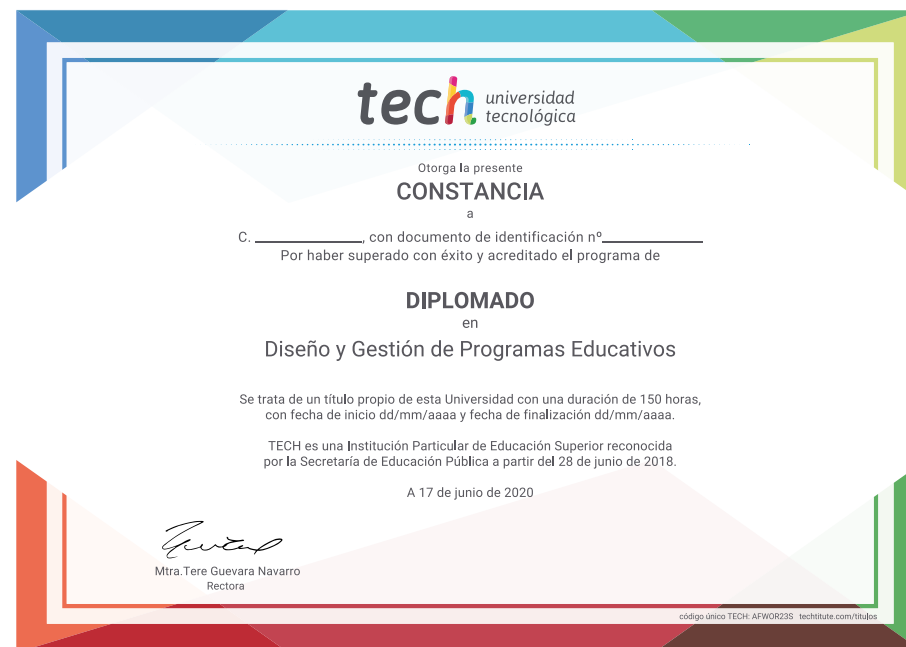 tech universidad
tecnológica
Otorga la presente
CONSTANCIA
a
C. ______________, con documento de identificación nº_____________
Por haber superado con éxito y acreditado el programa de
DIPLOMADO
en
Diseño y Gestión de Programas Educativos
Se trata de un título propio de esta Universidad con una duración de 150 horas,
con fecha de inicio dd/mm/aaaa y fecha de finalización dd/mm/aaaa.
TECH es una Institución Particular de Educación Superior reconocida
por la Secretaría de Educación Pública a partir del 28 de junio de 2018.
A 17 de junio de 2020
Mtra.Tere Guevara Navarro
Rectora
código único TECH: AFWOR23S techtitute.com/titulos